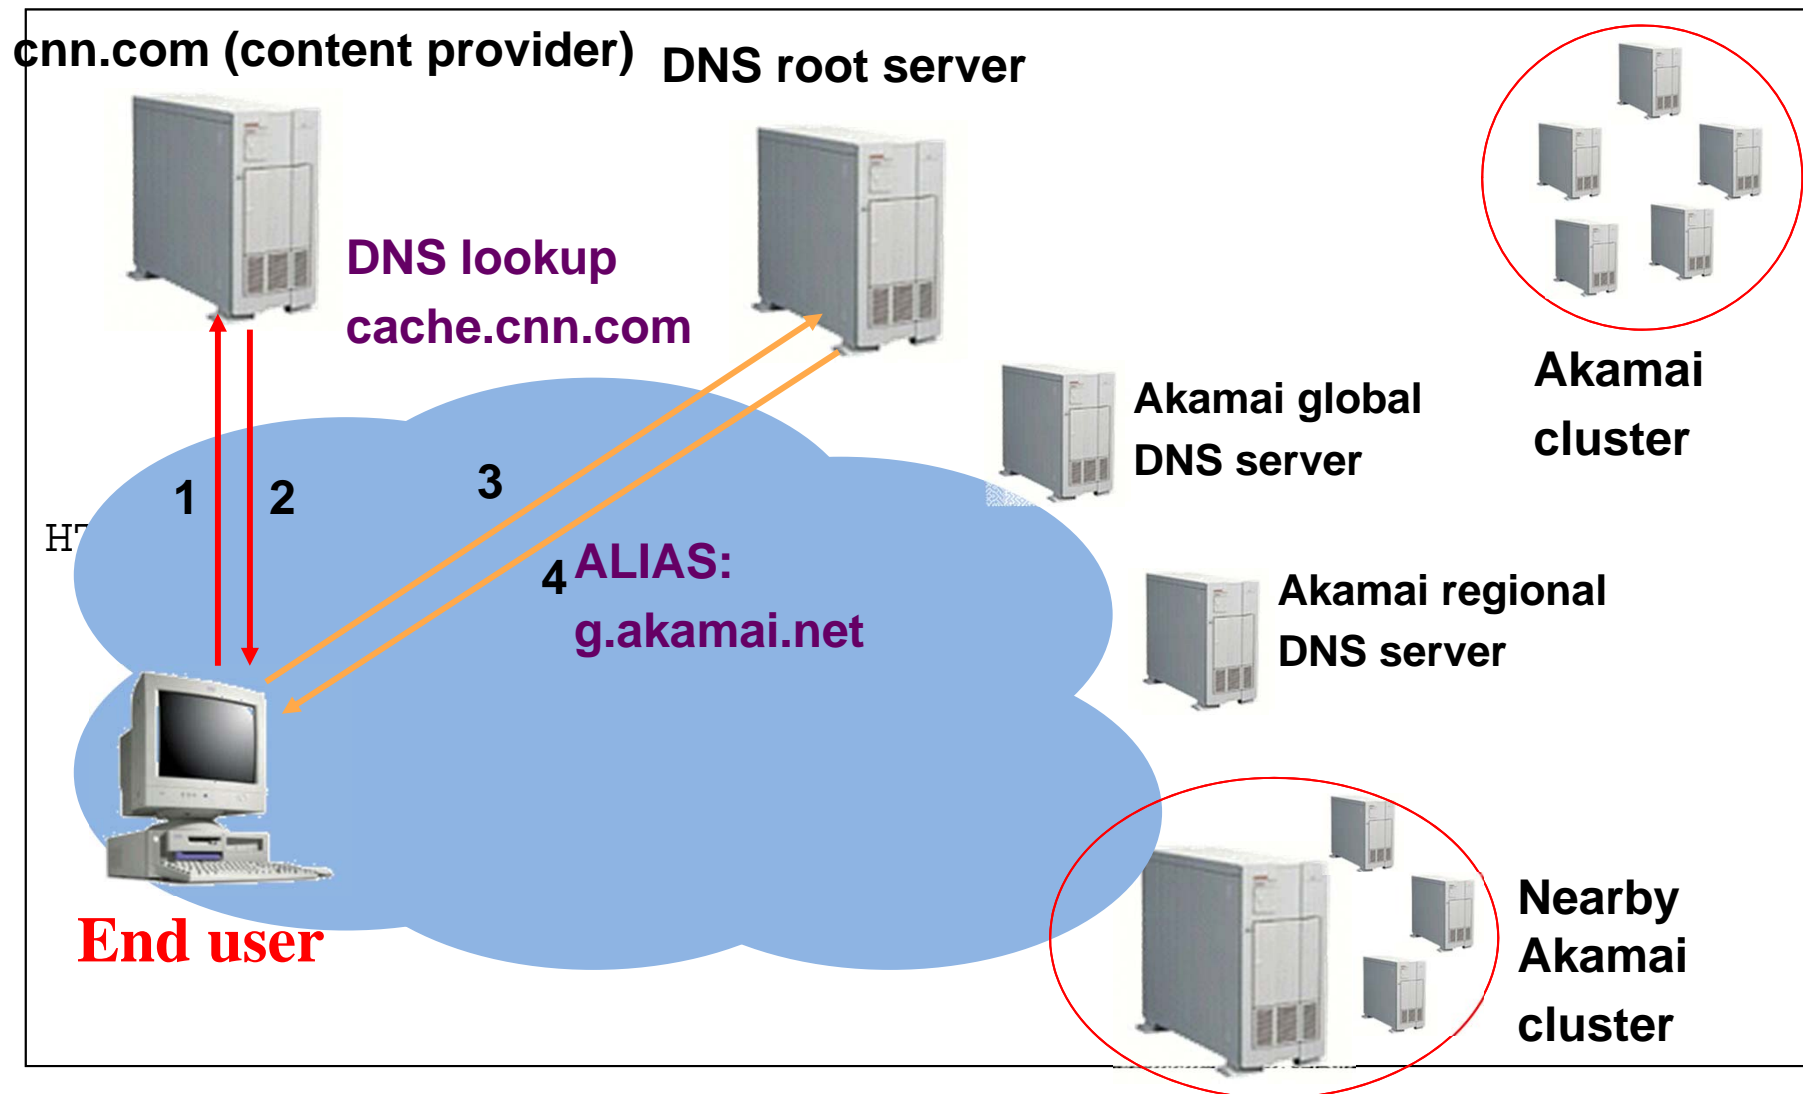 cnn.com (content provider)
DNS root server
DNS lookup
cache.cnn.com
Akamai
cluster
Akamai global
DNS server
1
2
3
HT
4
ALIAS:
g.akamai.net
Akamai regional
DNS server
End user
Nearby
Akamai
cluster